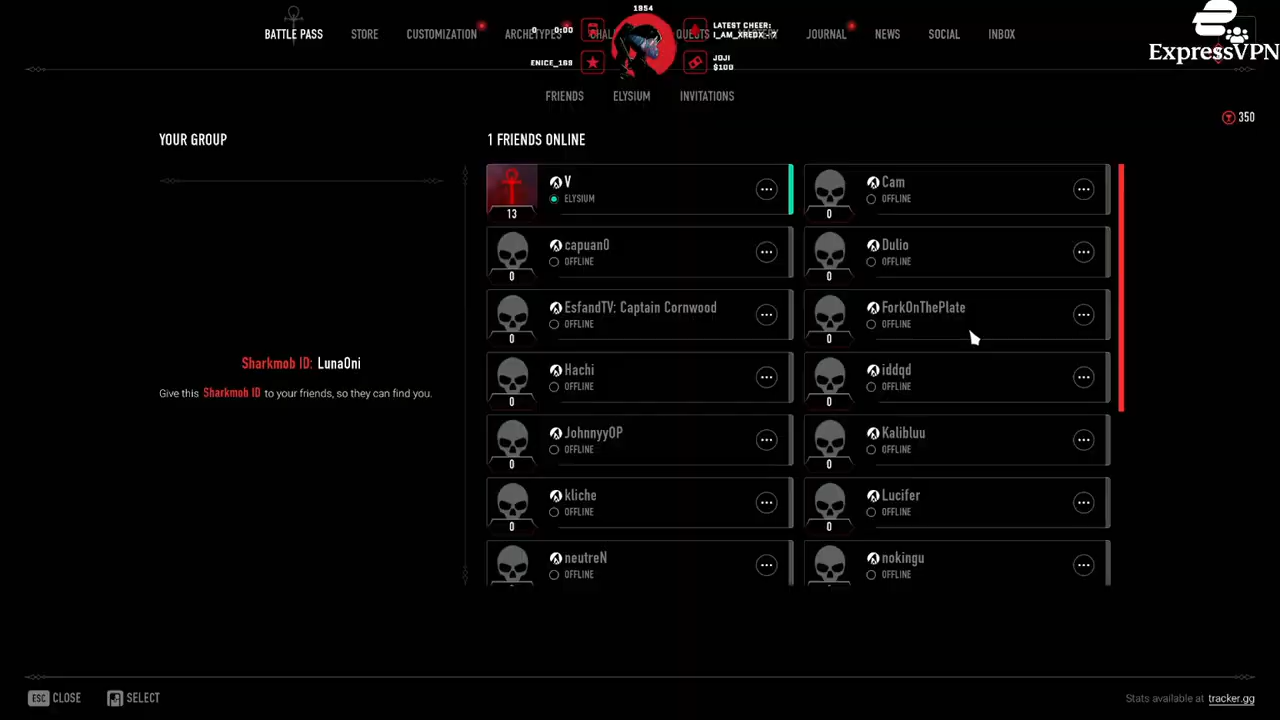 1954
BATTLE PASS
STORE
CUSTOMIZATION
JOURNAL
NEWS
SOCIAL
INBOX
LATEST CHEER:
ENICE_169
JOJI
$100
ExpressVPN
FRIENDS
ELYSIUM
INVITATIONS
350
YOUR GROUP
1 FRIENDS ONLINE
V
ELYSIUM
13
Cam
OFFLINE
0
capuan0
OFFLINE
0
Dulio
OFFLINE
0
EsfandTV: Captain Cornwood
OFFLINE
0
ForkOnThePlate
OFFLINE
0
Sharkmob ID: LunaOni
Give this Sharkmob ID to your friends, so they can find you.
Hachi
OFFLINE
0
iddqd
OFFLINE
0
JohnnyyOP
OFFLINE
0
Kalibluu
OFFLINE
0
kliche
OFFLINE
0
Lucifer
OFFLINE
0
neutreN
OFFLINE
nokingu
OFFLINE
ESC CLOSE
SELECT
Stats available at tracker.gg